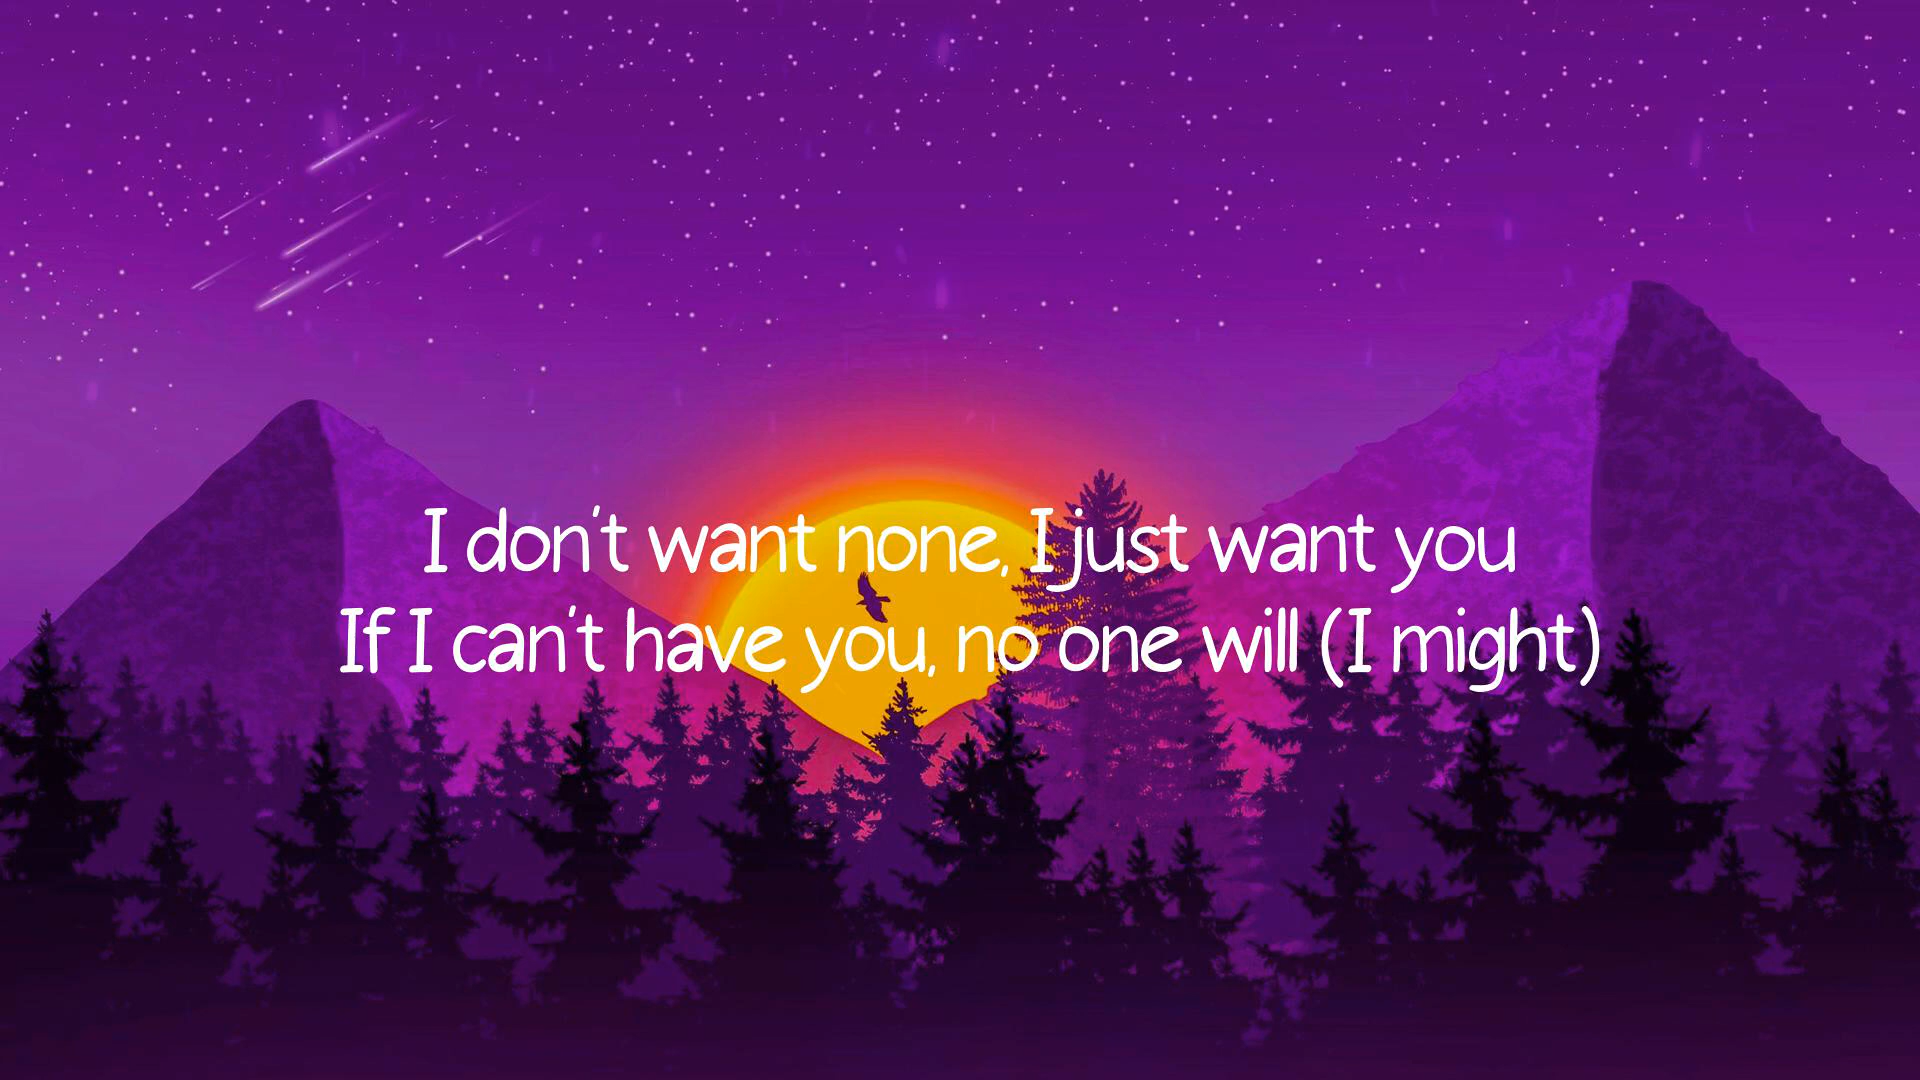 I don't want none, I just want you
If I can't have you, no one will (I might)